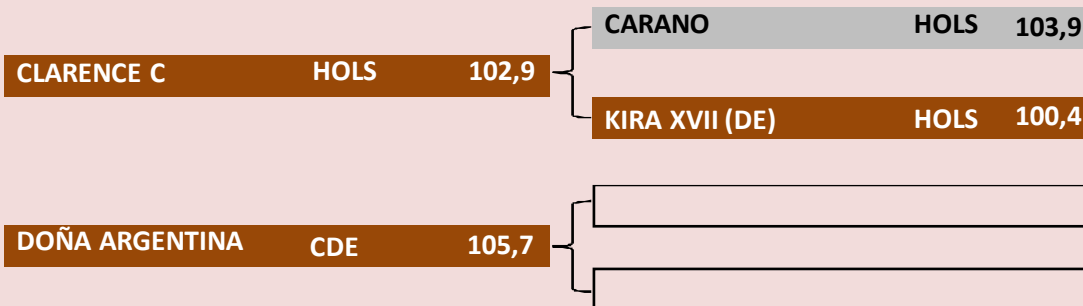 CARANO HOLS 103,9
CLARENCE C HOLS 102,9
KIRA XVII (DE) HOLS 100,4
DOÑA ARGENTINA CDE 105,7